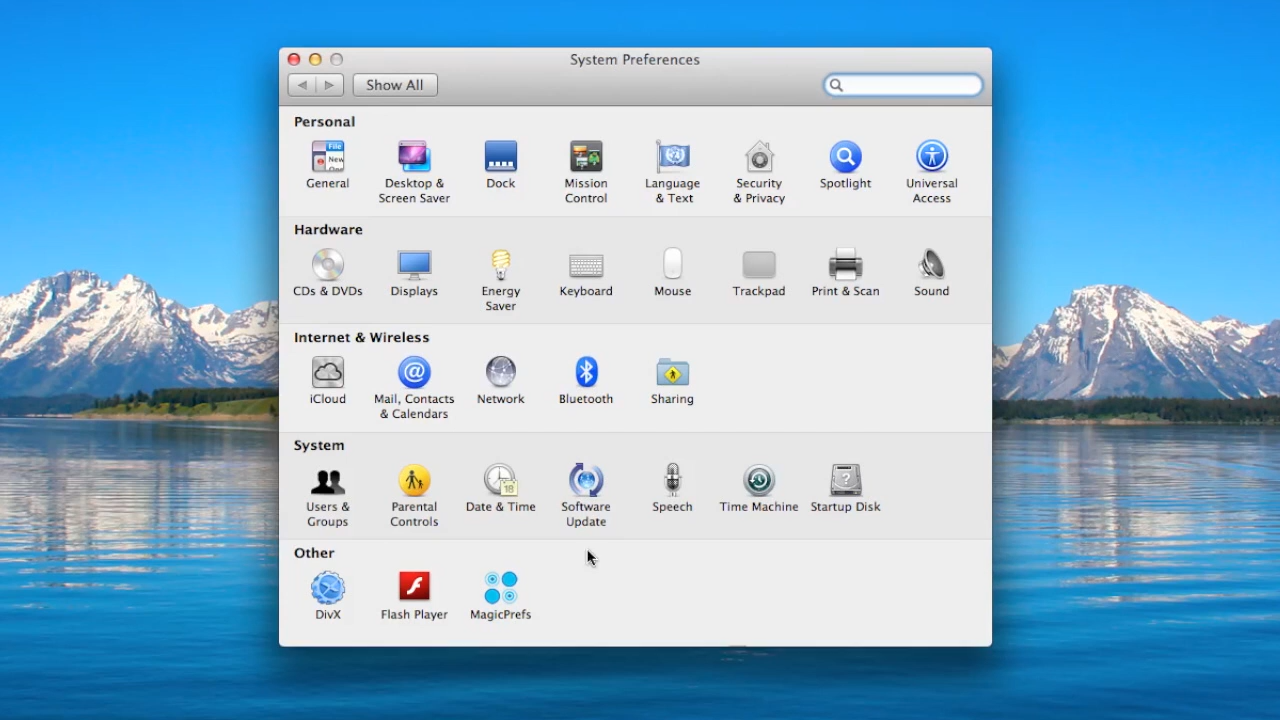 System Preferences
Show All
Personal
General
Desktop &
Screen Saver
Dock
Mission
Control
Language
& Text
Security
& Privacy
Spotlight
Universal
Access
Hardware
CDs & DVDs
Displays
Energy
Saver
Keyboard
Mouse
Trackpad
Print & Scan
Sound
Internet & Wireless
iCloud
Mail, Contacts
& Calendars
Network
Bluetooth
Sharing
System
Users &
Groups
Parental
Controls
Date & Time
18
Software
Update
Speech
Time Machine
?
Startup Disk
Other
DivX
Flash Player
MagicPrefs
File
New
@